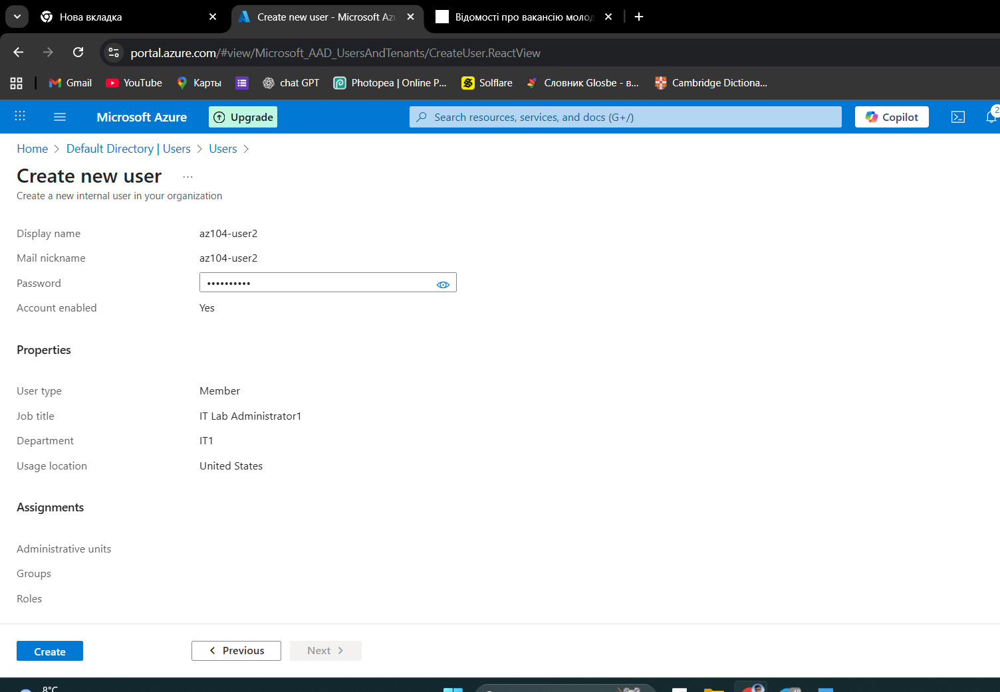 Нова вкладка
Create new user - Microsoft Az
Відомості про вакансію молод
portal.azure.com/#view/Microsoft_AAD_UsersAndTenants/CreateUser.ReactView
Gmail YouTube Карты chat GPT Photopea | Online P... Solflare Словник Glosbe - в... Cambridge Dictiona...
Microsoft Azure Upgrade Search resources, services, and docs (G+/) Copilot 2
Home > Default Directory | Users > Users >
Create new user ...
Create a new internal user in your organization
Display name az104-user2
Mail nickname az104-user2
Password ••••••••••
Account enabled Yes
Properties
User type Member
Job title IT Lab Administrator1
Department IT1
Usage location United States
Assignments
Administrative units
Groups
Roles
Create < Previous Next >
8°C